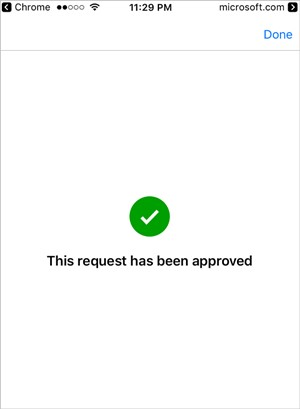 Chrome 11:29 PM microsoft.com
Done
This request has been approved